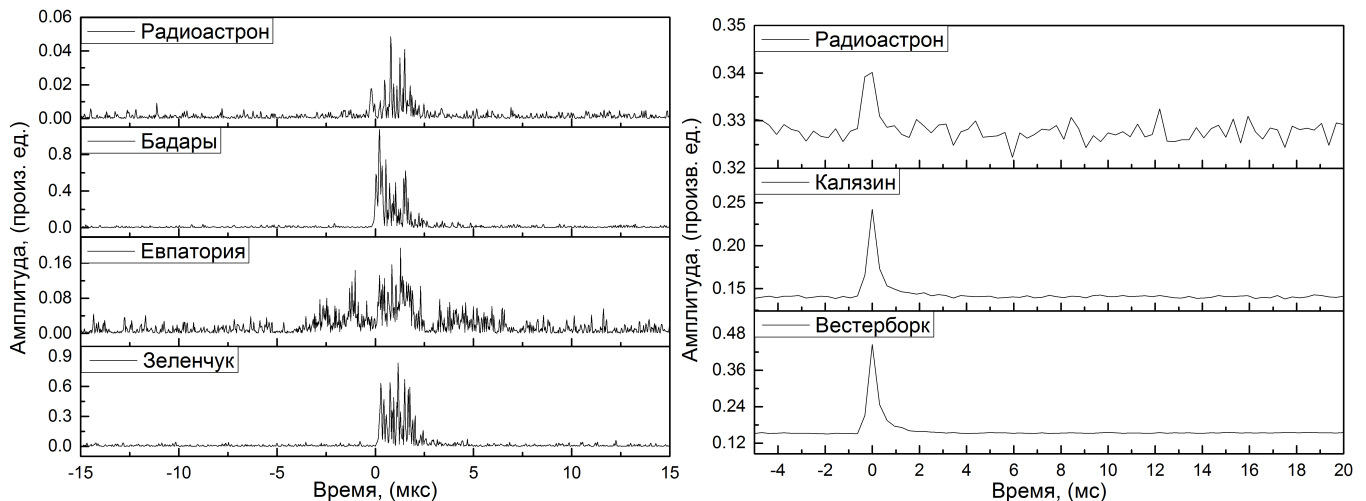 Амплитуда, (произ. ед.)
0.06
Радиоастрон
0.04
0.02
0.00
Бадары
0.8
0.4
0.0
Евпатория
0.16
0.08
0.00
Зеленчук
0.9
0.6
0.3
0.0
-15 -10 -5 0 5 10 15
Время, (мкс)
Амплитуда, (произв. ед.)
0.35
Радиоастрон
0.34
0.33
0.32
Калязин
0.25
0.20
0.15
Вестерборк
0.48
0.36
0.24
0.12
-4 -2 0 2 4 6 8 10 12 14 16 18 20
Время, (мс)